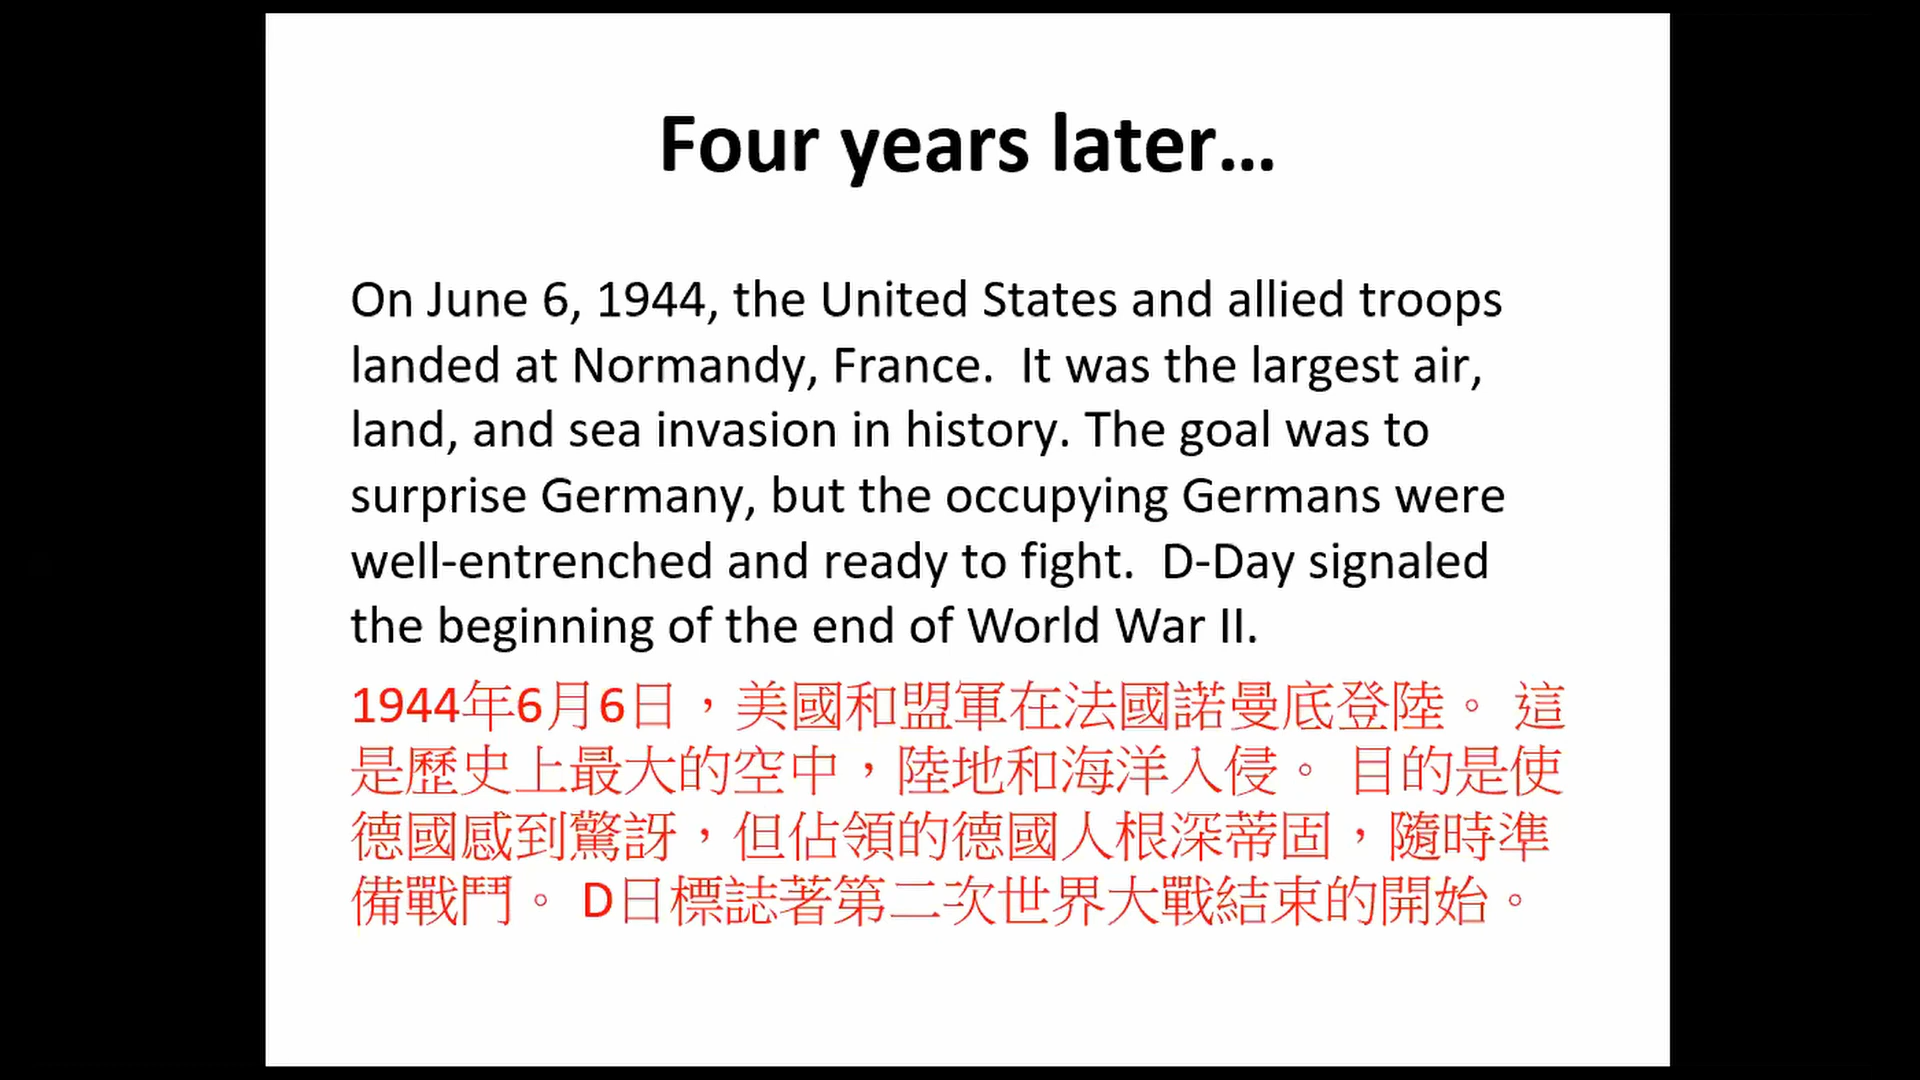 Four years later...
On June 6, 1944, the United States and allied troops
landed at Normandy, France.  It was the largest air,
land, and sea invasion in history. The goal was to
surprise Germany, but the occupying Germans were
well-entrenched and ready to fight.  D-Day signaled
the beginning of the end of World War II.
1944年6月6日，美國和盟軍在法國諾曼底登陸。 這
是歷史上最大的空中，陸地和海洋入侵。 目的是使
德國感到驚訝，但佔領的德國人根深蒂固，隨時準
備戰鬥。 D日標誌著第二次世界大戰結束的開始。